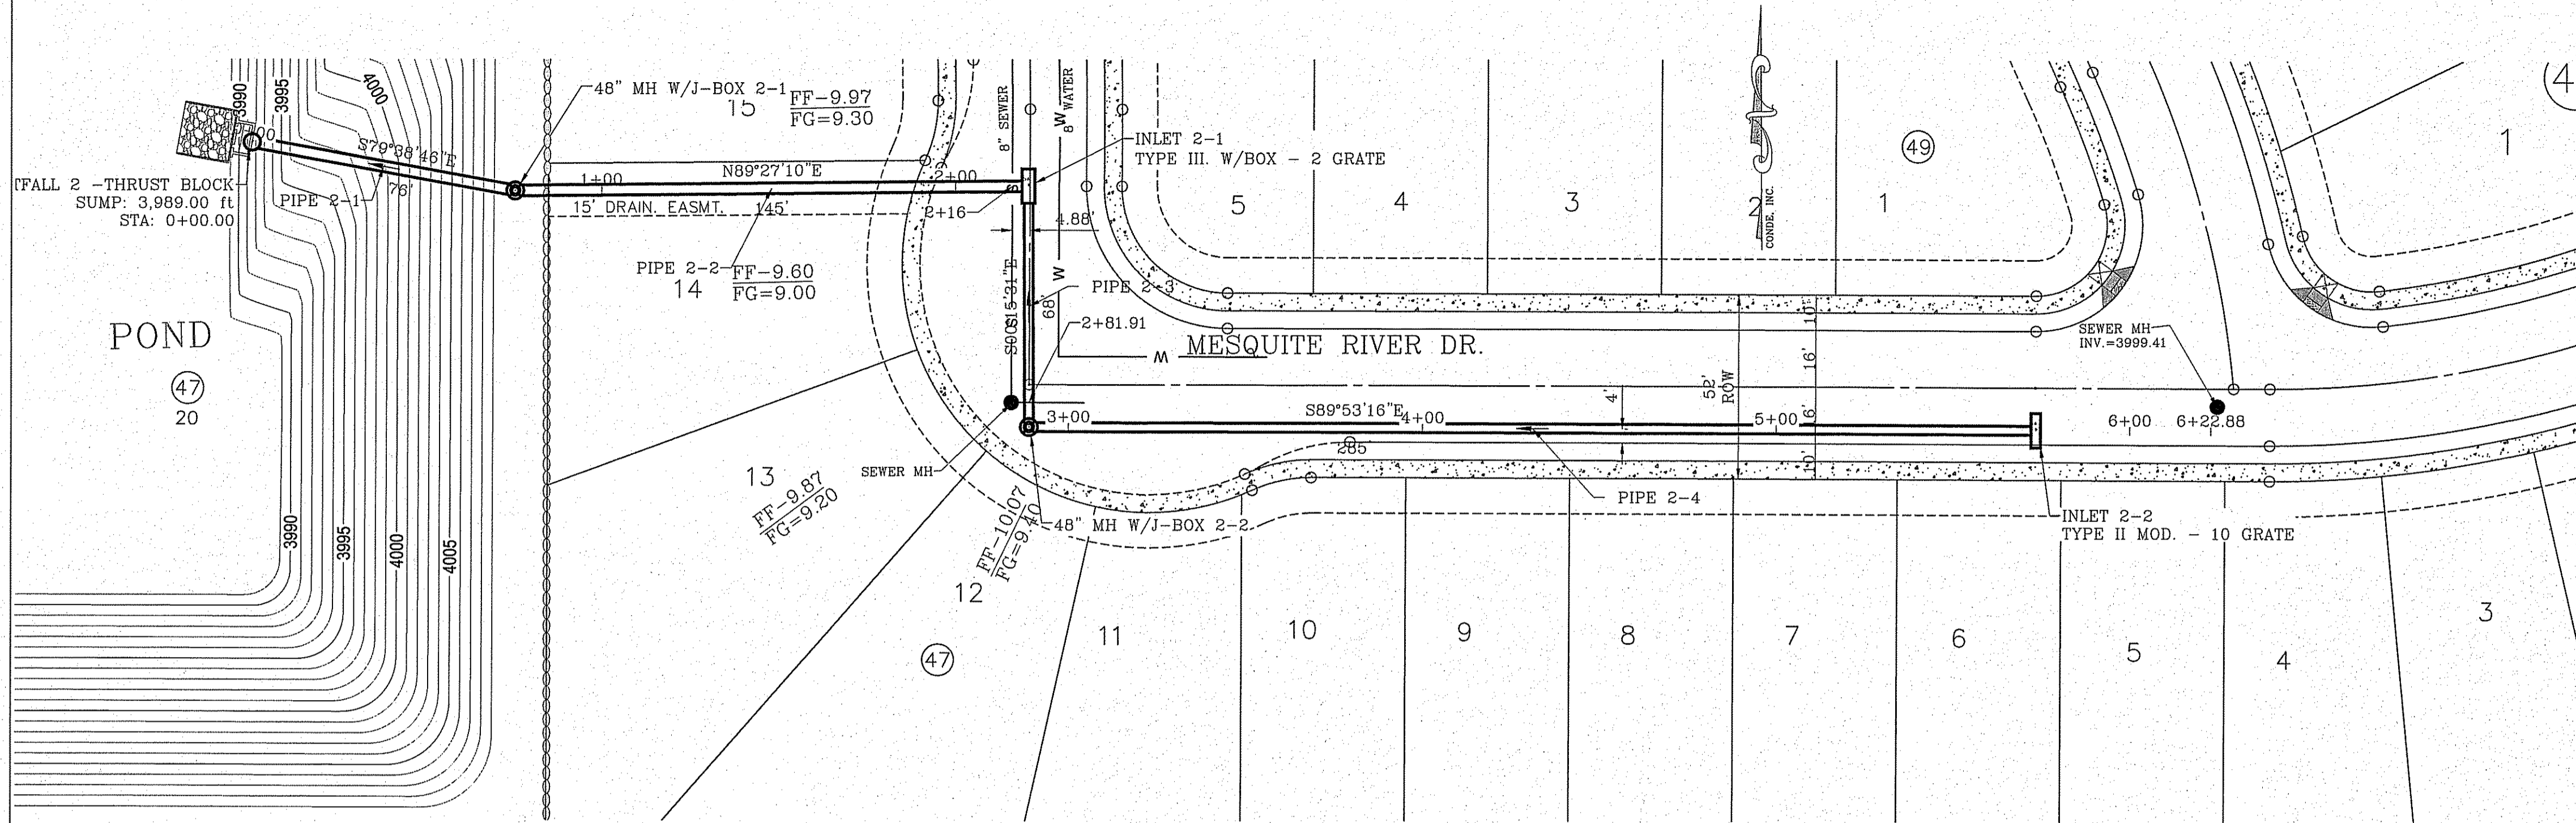 3990
3995
4000
48" MH W/J-BOX 2-1
15
FF-9.97
FG=9.30
8" SEWER
8" WATER
W
INLET 2-1
TYPE III. W/BOX - 2 GRATE
49
1
4
S79°38'46"E
76'
PIPE 2-1
TFALL 2 -THRUST BLOCK
SUMP: 3,989.00 ft
STA: 0+00.00
1+00
N89°27'10"E
2+00
S
15' DRAIN. EASMT.
145'
2+16
4.88'
5
4
3
2
1
CONDE, INC.
PIPE 2-2
FF-9.60
FG=9.00
14
S00°15'31"E
68'
W
PIPE 2-3
2+81.91
W
MESQUITE RIVER DR.
10'
16'
52'
ROW
4'
16'
10'
SEWER MH
INV.=3999.41
POND
47
20
3+00
S89°53'16"E
4+00
5+00
6+00
6+22.88
285'
SEWER MH
13
FF-9.87
FG=9.20
FF-10.07
FG=9.40
12
48" MH W/J-BOX 2-2
PIPE 2-4
INLET 2-2
TYPE II MOD. - 10 GRATE
3990
3995
4000
4005
47
11
10
9
8
7
6
5
4
3